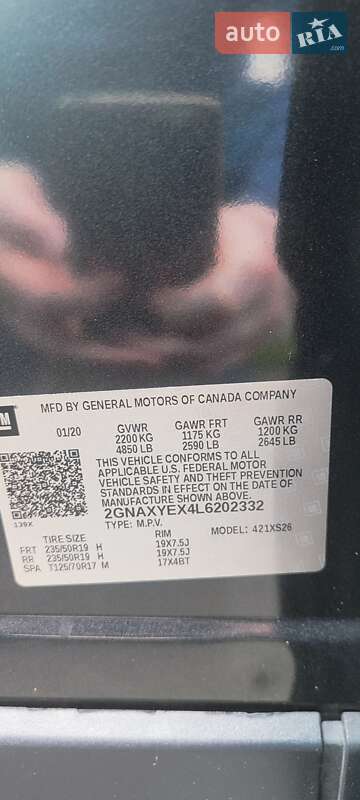 auto RIA
.com
GM
MFD BY GENERAL MOTORS OF CANADA COMPANY
01/20 GVWR GAWR FRT GAWR RR
2200 KG 1175 KG 1200 KG
4850 LB 2590 LB 2645 LB
THIS VEHICLE CONFORMS TO ALL
APPLICABLE U.S. FEDERAL MOTOR
VEHICLE SAFETY AND THEFT PREVENTION
STANDARDS IN EFFECT ON THE DATE OF
MANUFACTURE SHOWN ABOVE.
2GNAXYEX4L6202332
139X
TYPE: M.P.V. MODEL: 421XS26
TIRE SIZE RIM
FRT 235/50R19 H 19X7.5J
RR 235/50R19 H 19X7.5J
SPA T125/70R17 M 17X4BT